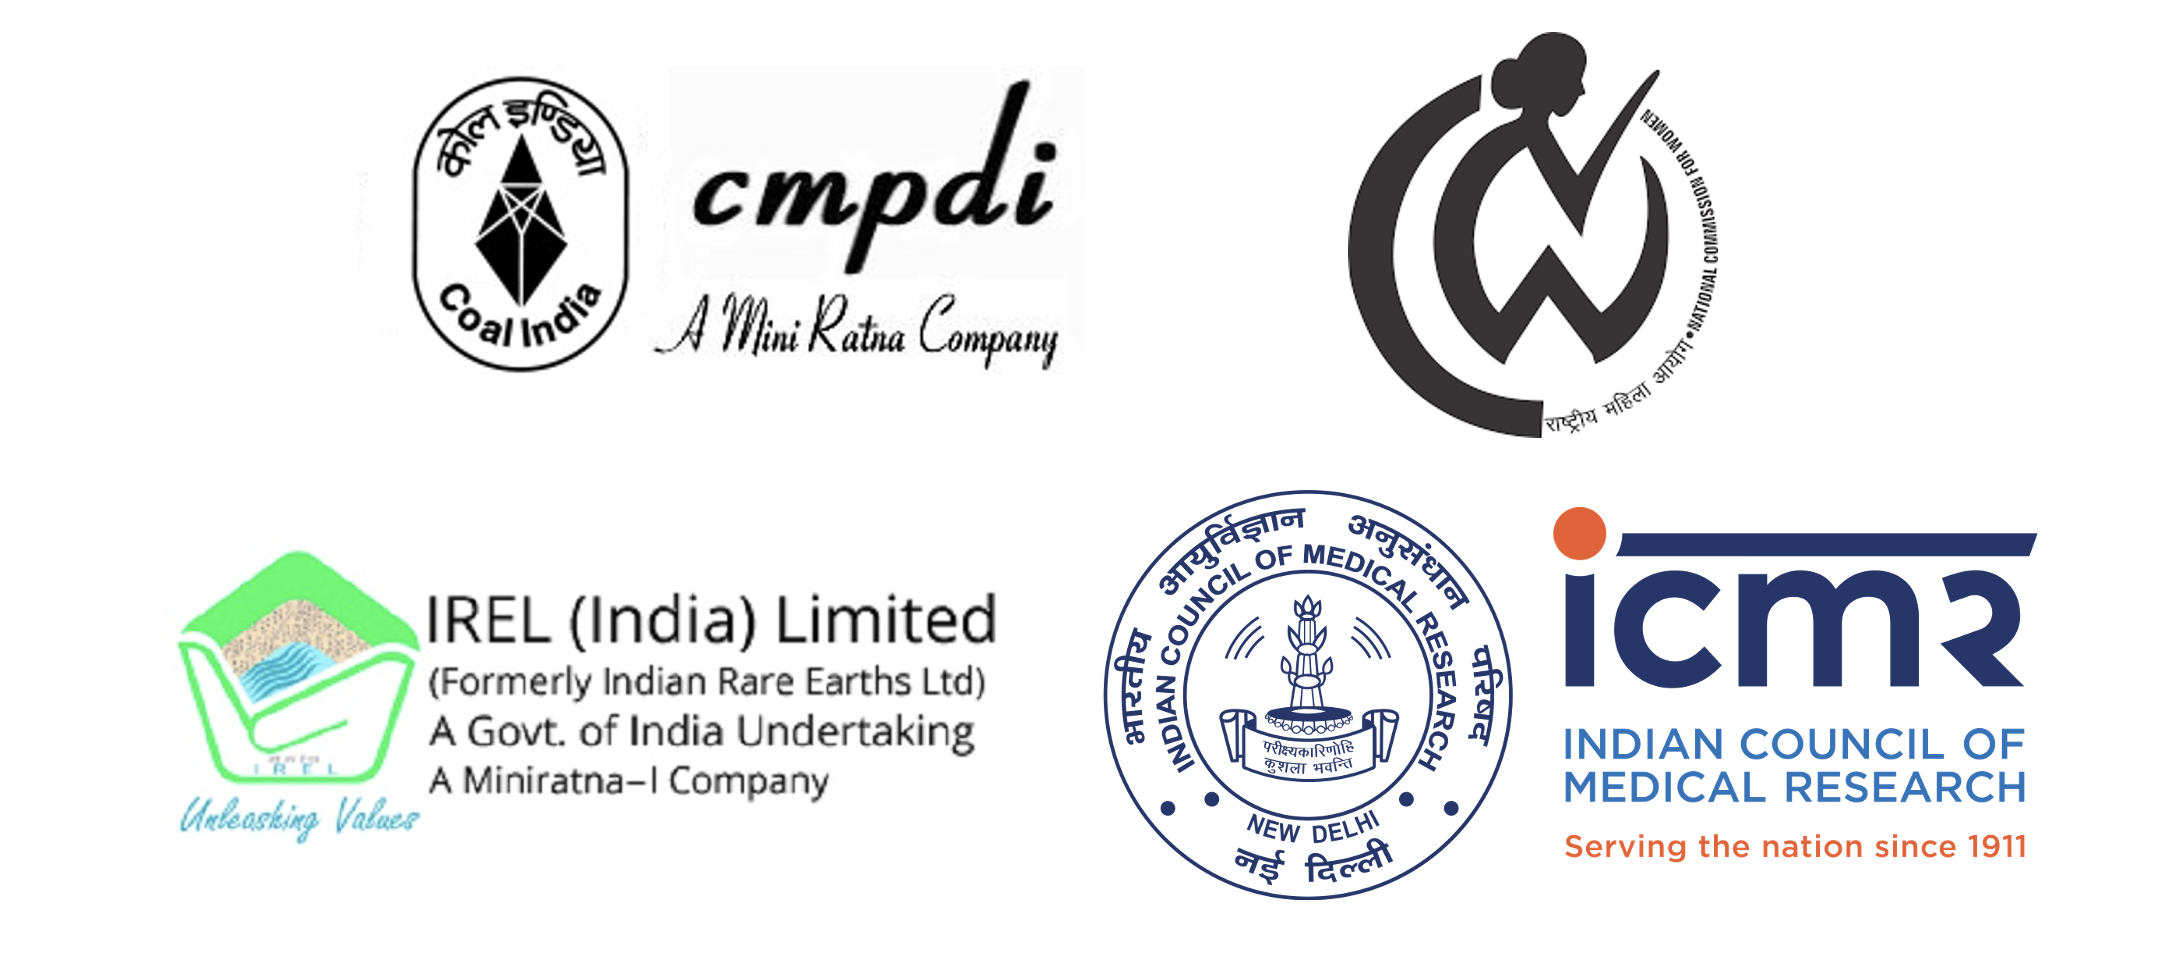 कोल इण्डिया
Coal India
cmpdi
A Mini Ratna Company
NATIONAL COMMISSION FOR WOMEN
राष्ट्रीय महिला आयोग
IREL
Unleashing Values
IREL (India) Limited
(Formerly Indian Rare Earths Ltd)
A Govt. of India Undertaking
A Miniratna–I Company
भारतीय आयुर्विज्ञान अनुसंधान परिषद
INDIAN COUNCIL OF MEDICAL RESEARCH
परीक्ष्यकारिणोहि
कुशला भवन्ति
NEW DELHI
नई दिल्ली
icmr
INDIAN COUNCIL OF
MEDICAL RESEARCH
Serving the nation since 1911